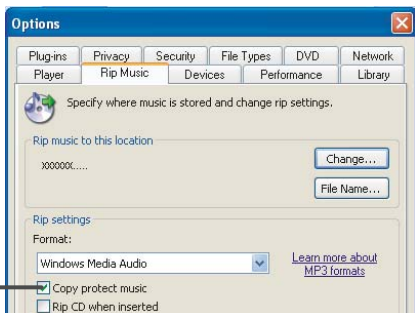 Options
Plug-ins Privacy Security File Types DVD Network
Player Rip Music Devices Performance Library
Specify where music is stored and change rip settings.
Rip music to this location
xxxxxx.....
Change...
File Name...
Rip settings
Format:
Windows Media Audio
Learn more about
MP3 formats
Copy protect music
Rip CD when inserted